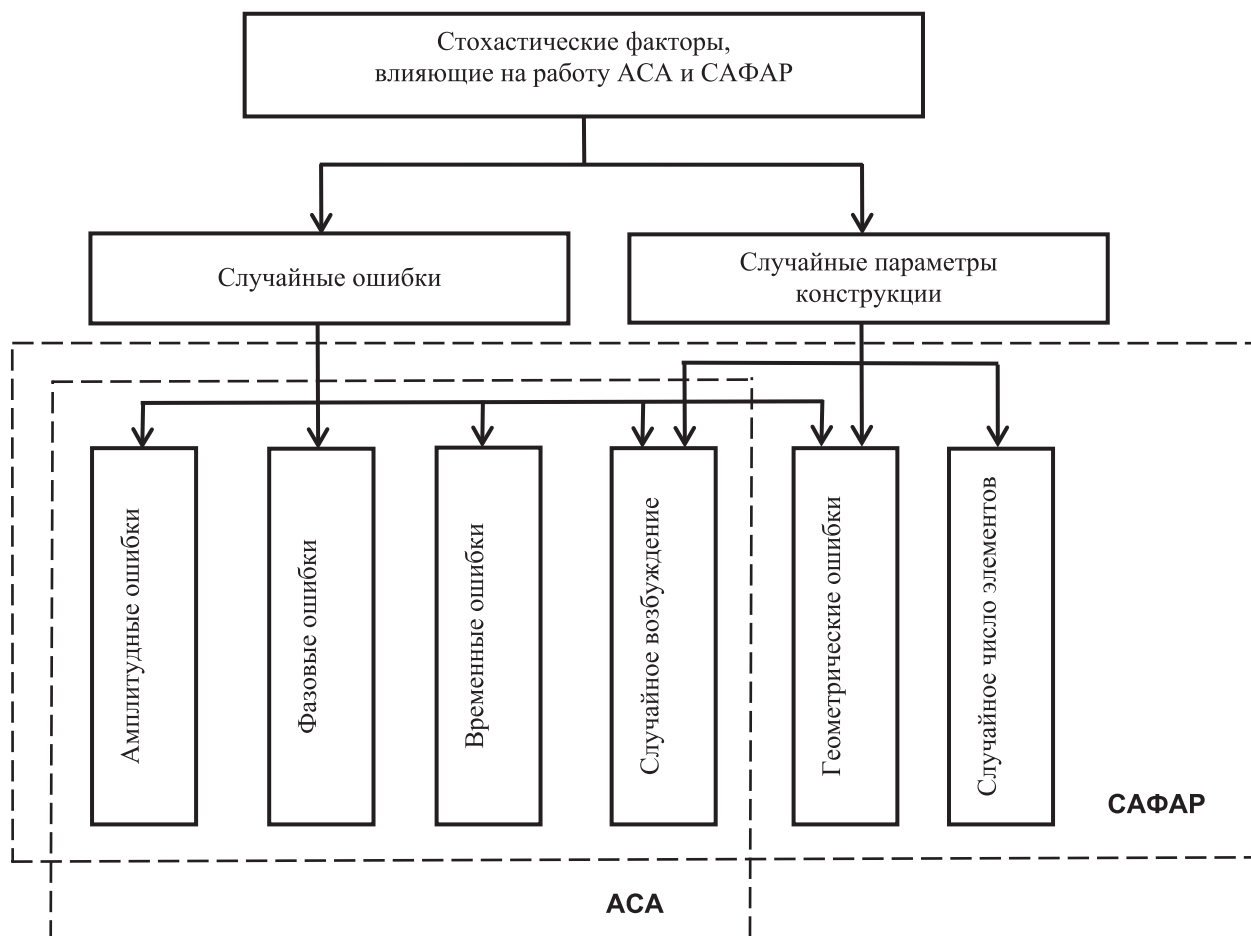 Стохастические факторы,
влияющие на работу АСА и САФАР
Случайные ошибки
Случайные параметры
конструкции
Амплитудные ошибки
Фазовые ошибки
Временные ошибки
Случайное возбуждение
Геометрические ошибки
Случайное число элементов
САФАР
АСА